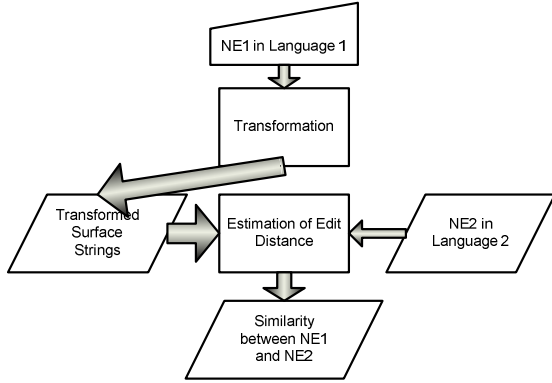 NE1 in Language 1
Transformation
Transformed
Surface
Strings
Estimation of Edit
Distance
NE2 in
Language 2
Similarity
between NE1
and NE2